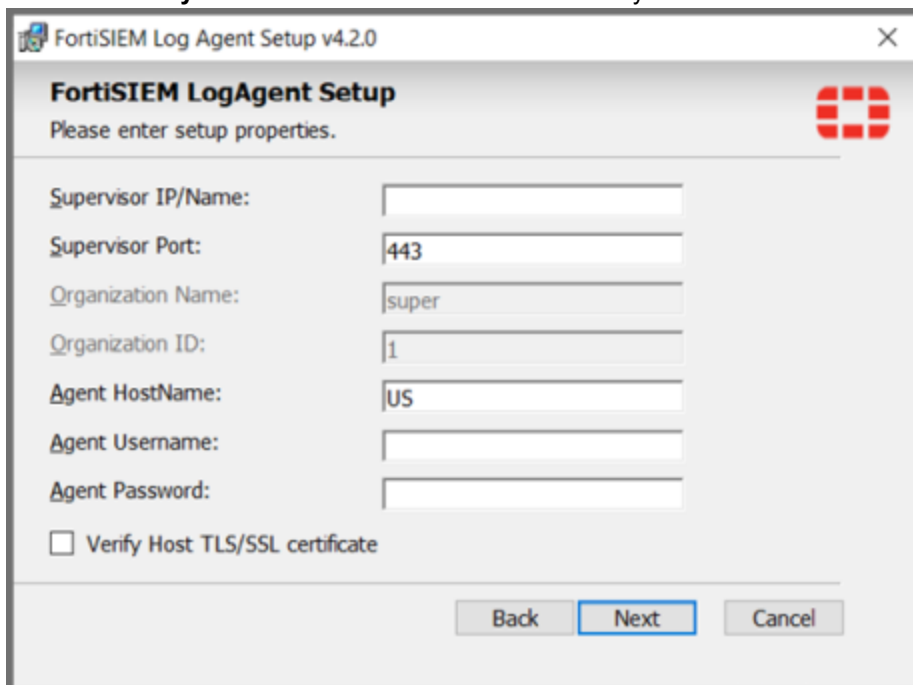 FortiSIEM Log Agent Setup v4.2.0
FortiSIEM LogAgent Setup
Please enter setup properties.
Supervisor IP/Name:
Supervisor Port: 443
Organization Name: super
Organization ID: 1
Agent HostName: US
Agent Username:
Agent Password:
Verify Host TLS/SSL certificate
Back Next Cancel